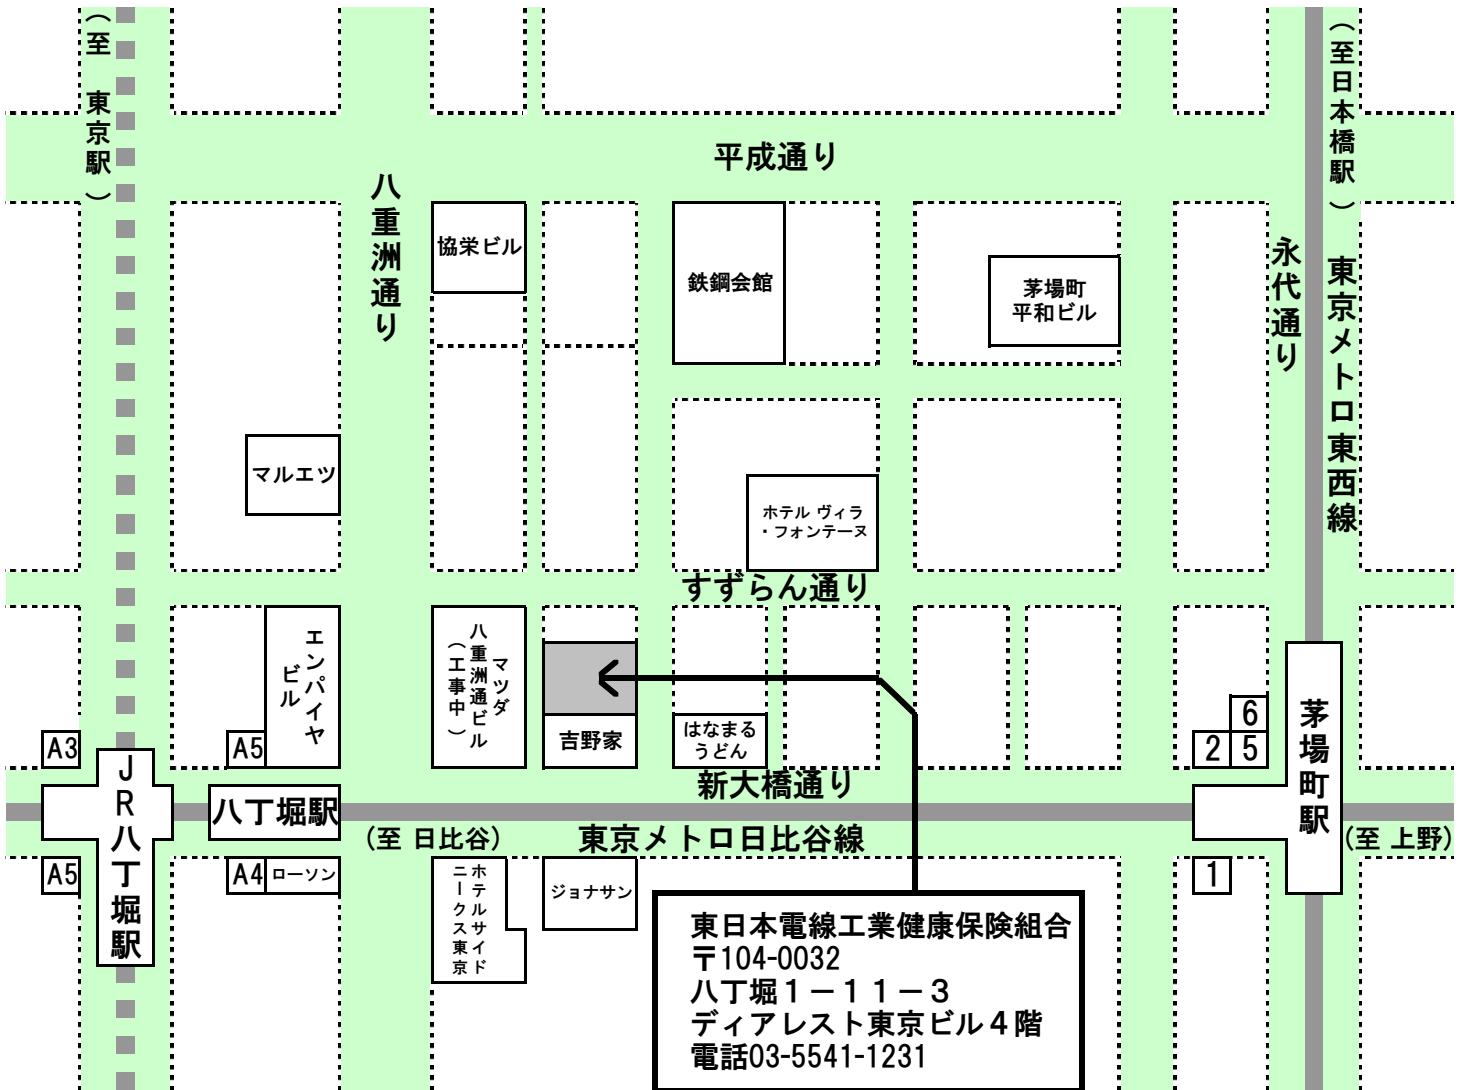 （至　東京駅）
（至日本橋駅）
平成通り
八重洲通り
協栄ビル
鉄鋼会館
茅場町
平和ビル
永代通り
東京メトロ東西線
マルエツ
ホテル ヴィラ
・フォンテーヌ
すずらん通り
エンパイヤ
ビル
マツダ
八重洲通ビル
（工事中）
吉野家
はなまる
うどん
6
2
5
茅場町駅
A3
A5
JR八丁堀駅
八丁堀駅
新大橋通り
（至 日比谷）
東京メトロ日比谷線
（至 上野）
A5
A4
ローソン
ホテルサイド
ニークス東京
ジョナサン
1
東日本電線工業健康保険組合
〒104-0032
八丁堀１－１１－３
ディアレスト東京ビル４階
電話03-5541-1231